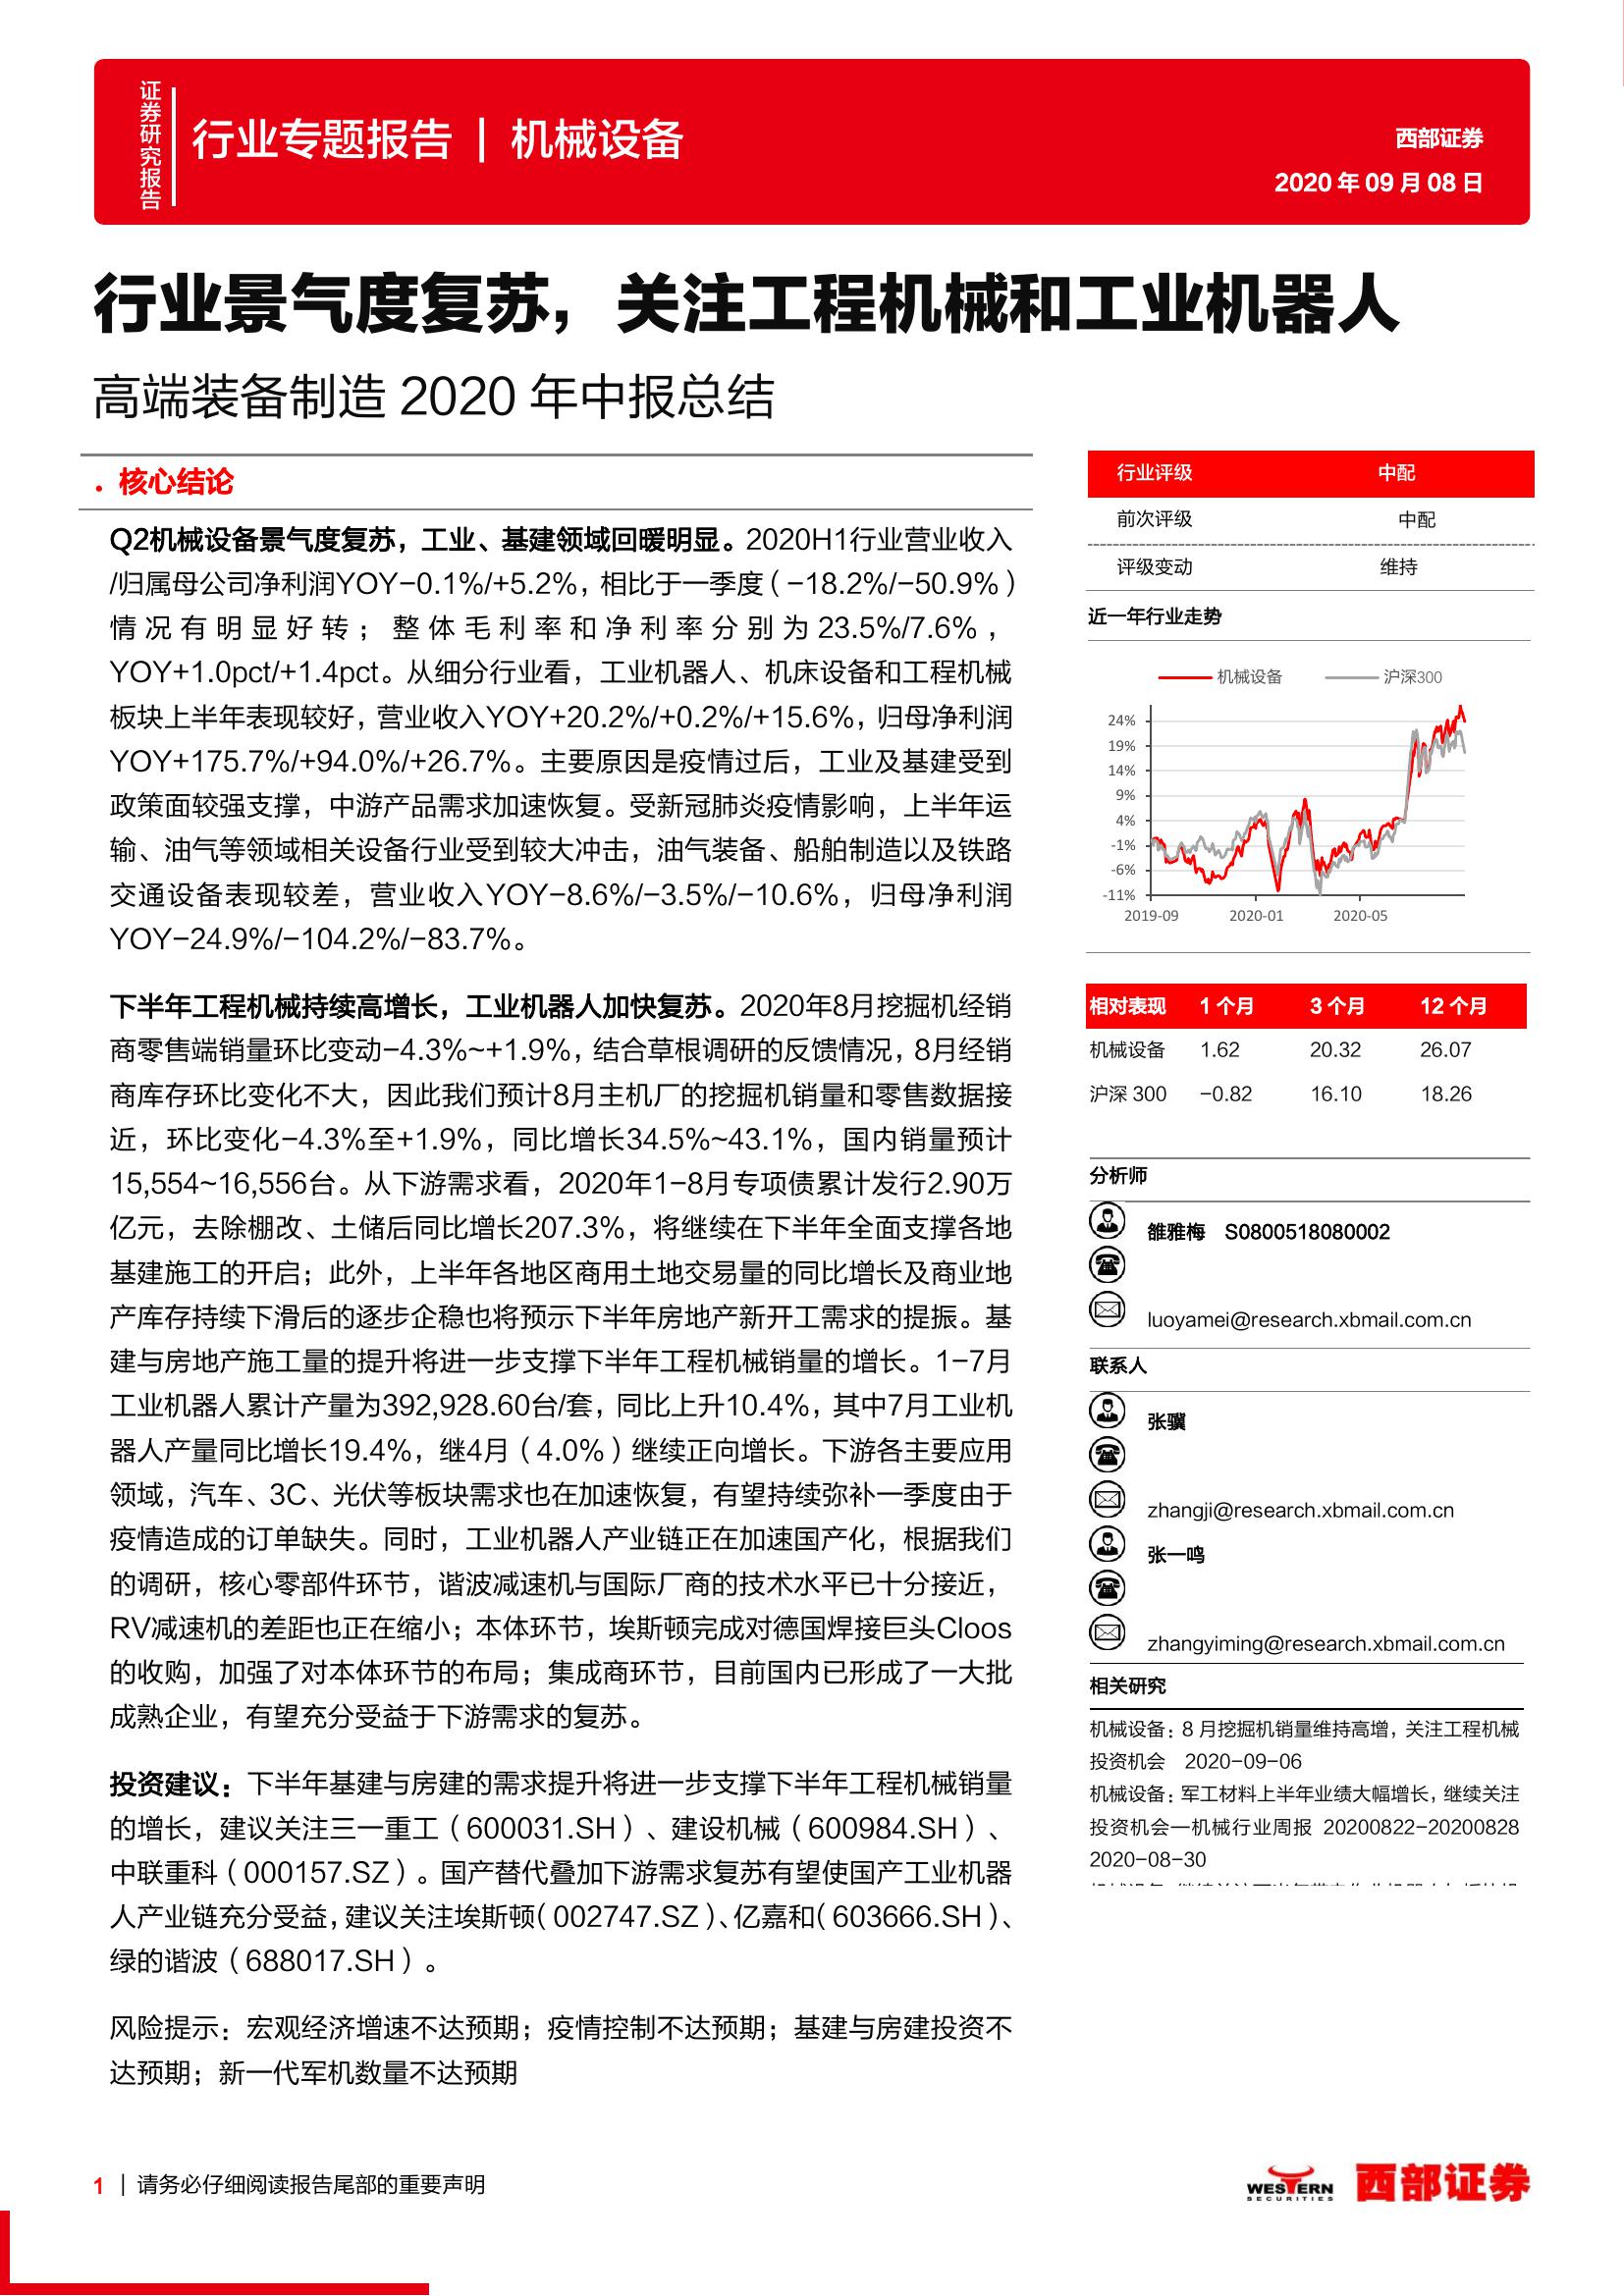 证券研究报告
行业专题报告 | 机械设备
西部证券
2020 年 09 月 08 日
行业景气度复苏，关注工程机械和工业机器人
高端装备制造 2020 年中报总结
• 核心结论
Q2机械设备景气度复苏，工业、基建领域回暖明显。2020H1行业营业收入
/归属母公司净利润YOY-0.1%/+5.2%，相比于一季度（-18.2%/-50.9%）
情况有明显好转；整体毛利率和净利率分别为23.5%/7.6%，
YOY+1.0pct/+1.4pct。从细分行业看，工业机器人、机床设备和工程机械
板块上半年表现较好，营业收入YOY+20.2%/+0.2%/+15.6%，归母净利润
YOY+175.7%/+94.0%/+26.7%。主要原因是疫情过后，工业及基建受到
政策面较强支撑，中游产品需求加速恢复。受新冠肺炎疫情影响，上半年运
输、油气等领域相关设备行业受到较大冲击，油气装备、船舶制造以及铁路
交通设备表现较差，营业收入YOY-8.6%/-3.5%/-10.6%，归母净利润
YOY-24.9%/-104.2%/-83.7%。
下半年工程机械持续高增长，工业机器人加快复苏。2020年8月挖掘机经销
商零售端销量环比变动-4.3%~+1.9%，结合草根调研的反馈情况，8月经销
商库存环比变化不大，因此我们预计8月主机厂的挖掘机销量和零售数据接
近，环比变化-4.3%至+1.9%，同比增长34.5%~43.1%，国内销量预计
15,554~16,556台。从下游需求看，2020年1-8月专项债累计发行2.90万
亿元，去除棚改、土储后同比增长207.3%，将继续在下半年全面支撑各地
基建施工的开启；此外，上半年各地区商用土地交易量的同比增长及商业地
产库存持续下滑后的逐步企稳也将预示下半年房地产新开工需求的提振。基
建与房地产施工量的提升将进一步支撑下半年工程机械销量的增长。1-7月
工业机器人累计产量为392,928.60台/套，同比上升10.4%，其中7月工业机
器人产量同比增长19.4%，继4月（4.0%）继续正向增长。下游各主要应用
领域，汽车、3C、光伏等板块需求也在加速恢复，有望持续弥补一季度由于
疫情造成的订单缺失。同时，工业机器人产业链正在加速国产化，根据我们
的调研，核心零部件环节，谐波减速机与国际厂商的技术水平已十分接近，
RV减速机的差距也正在缩小；本体环节，埃斯顿完成对德国焊接巨头Cloos
的收购，加强了对本体环节的布局；集成商环节，目前国内已形成了一大批
成熟企业，有望充分受益于下游需求的复苏。
投资建议：下半年基建与房建的需求提升将进一步支撑下半年工程机械销量
的增长，建议关注三一重工（600031.SH）、建设机械（600984.SH）、
中联重科（000157.SZ）。国产替代叠加下游需求复苏有望使国产工业机器
人产业链充分受益，建议关注埃斯顿（002747.SZ）、亿嘉和（603666.SH）、
绿的谐波（688017.SH）。
风险提示：宏观经济增速不达预期；疫情控制不达预期；基建与房建投资不
达预期；新一代军机数量不达预期
行业评级 中配
前次评级 中配
评级变动 维持
近一年行业走势
机械设备 沪深300
24%
19%
14%
9%
4%
-1%
-6%
-11%
2019-09 2020-01 2020-05
相对表现 1 个月 3 个月 12 个月
机械设备 1.62 20.32 26.07
沪深 300 -0.82 16.10 18.26
分析师
雒雅梅 S0800518080002
luoyamei@research.xbmail.com.cn
联系人
张骥
zhangji@research.xbmail.com.cn
张一鸣
zhangyiming@research.xbmail.com.cn
相关研究
机械设备：8 月挖掘机销量维持高增，关注工程机械
投资机会 2020-09-06
机械设备：军工材料上半年业绩大幅增长，继续关注
投资机会—机械行业周报 20200822-20200828
2020-08-30
1 | 请务必仔细阅读报告尾部的重要声明
WESTERN
SECURITIES
西部证券